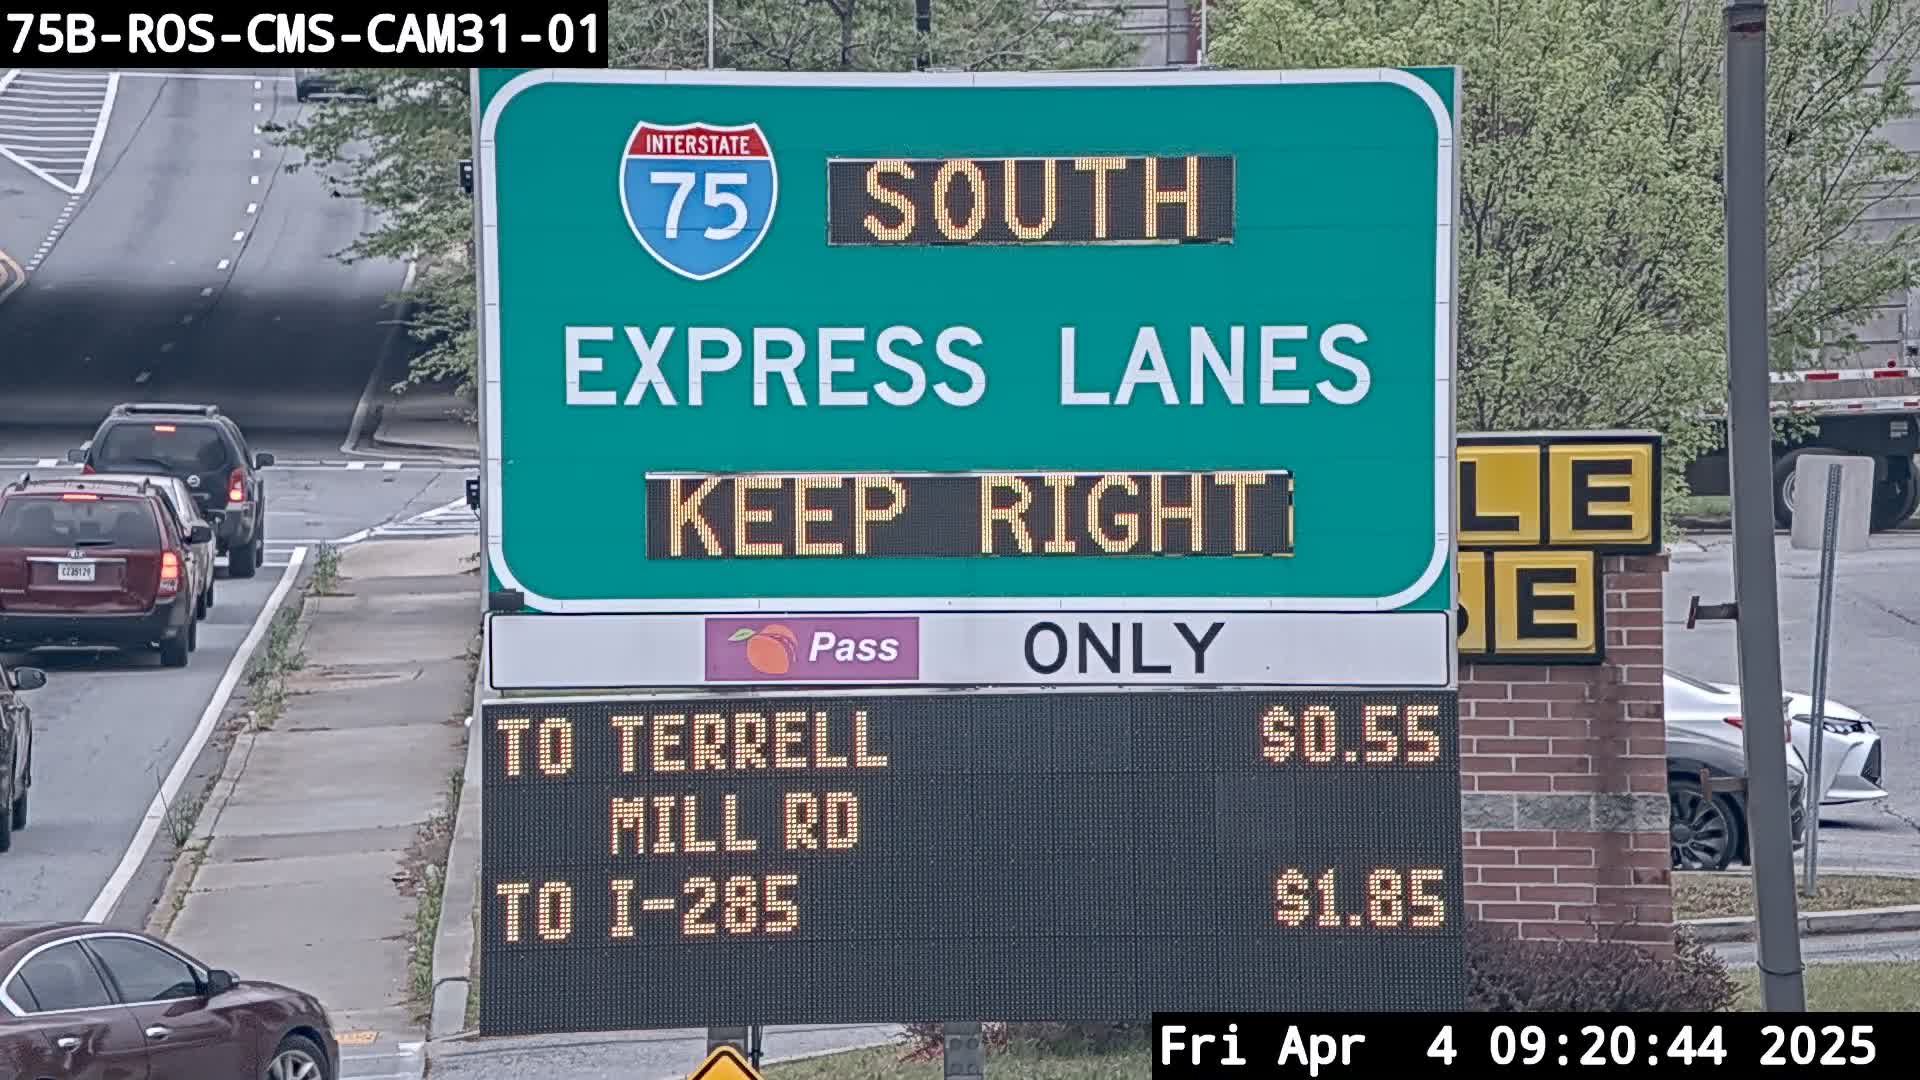 75B-ROS-CMS-CAM31-01
INTERSTATE
75
SOUTH
EXPRESS LANES
KEEP RIGHT
Pass ONLY
TO TERRELL $0.55
MILL RD
TO I-285 $1.85
LE
E
Fri Apr 4 09:20:44 2025